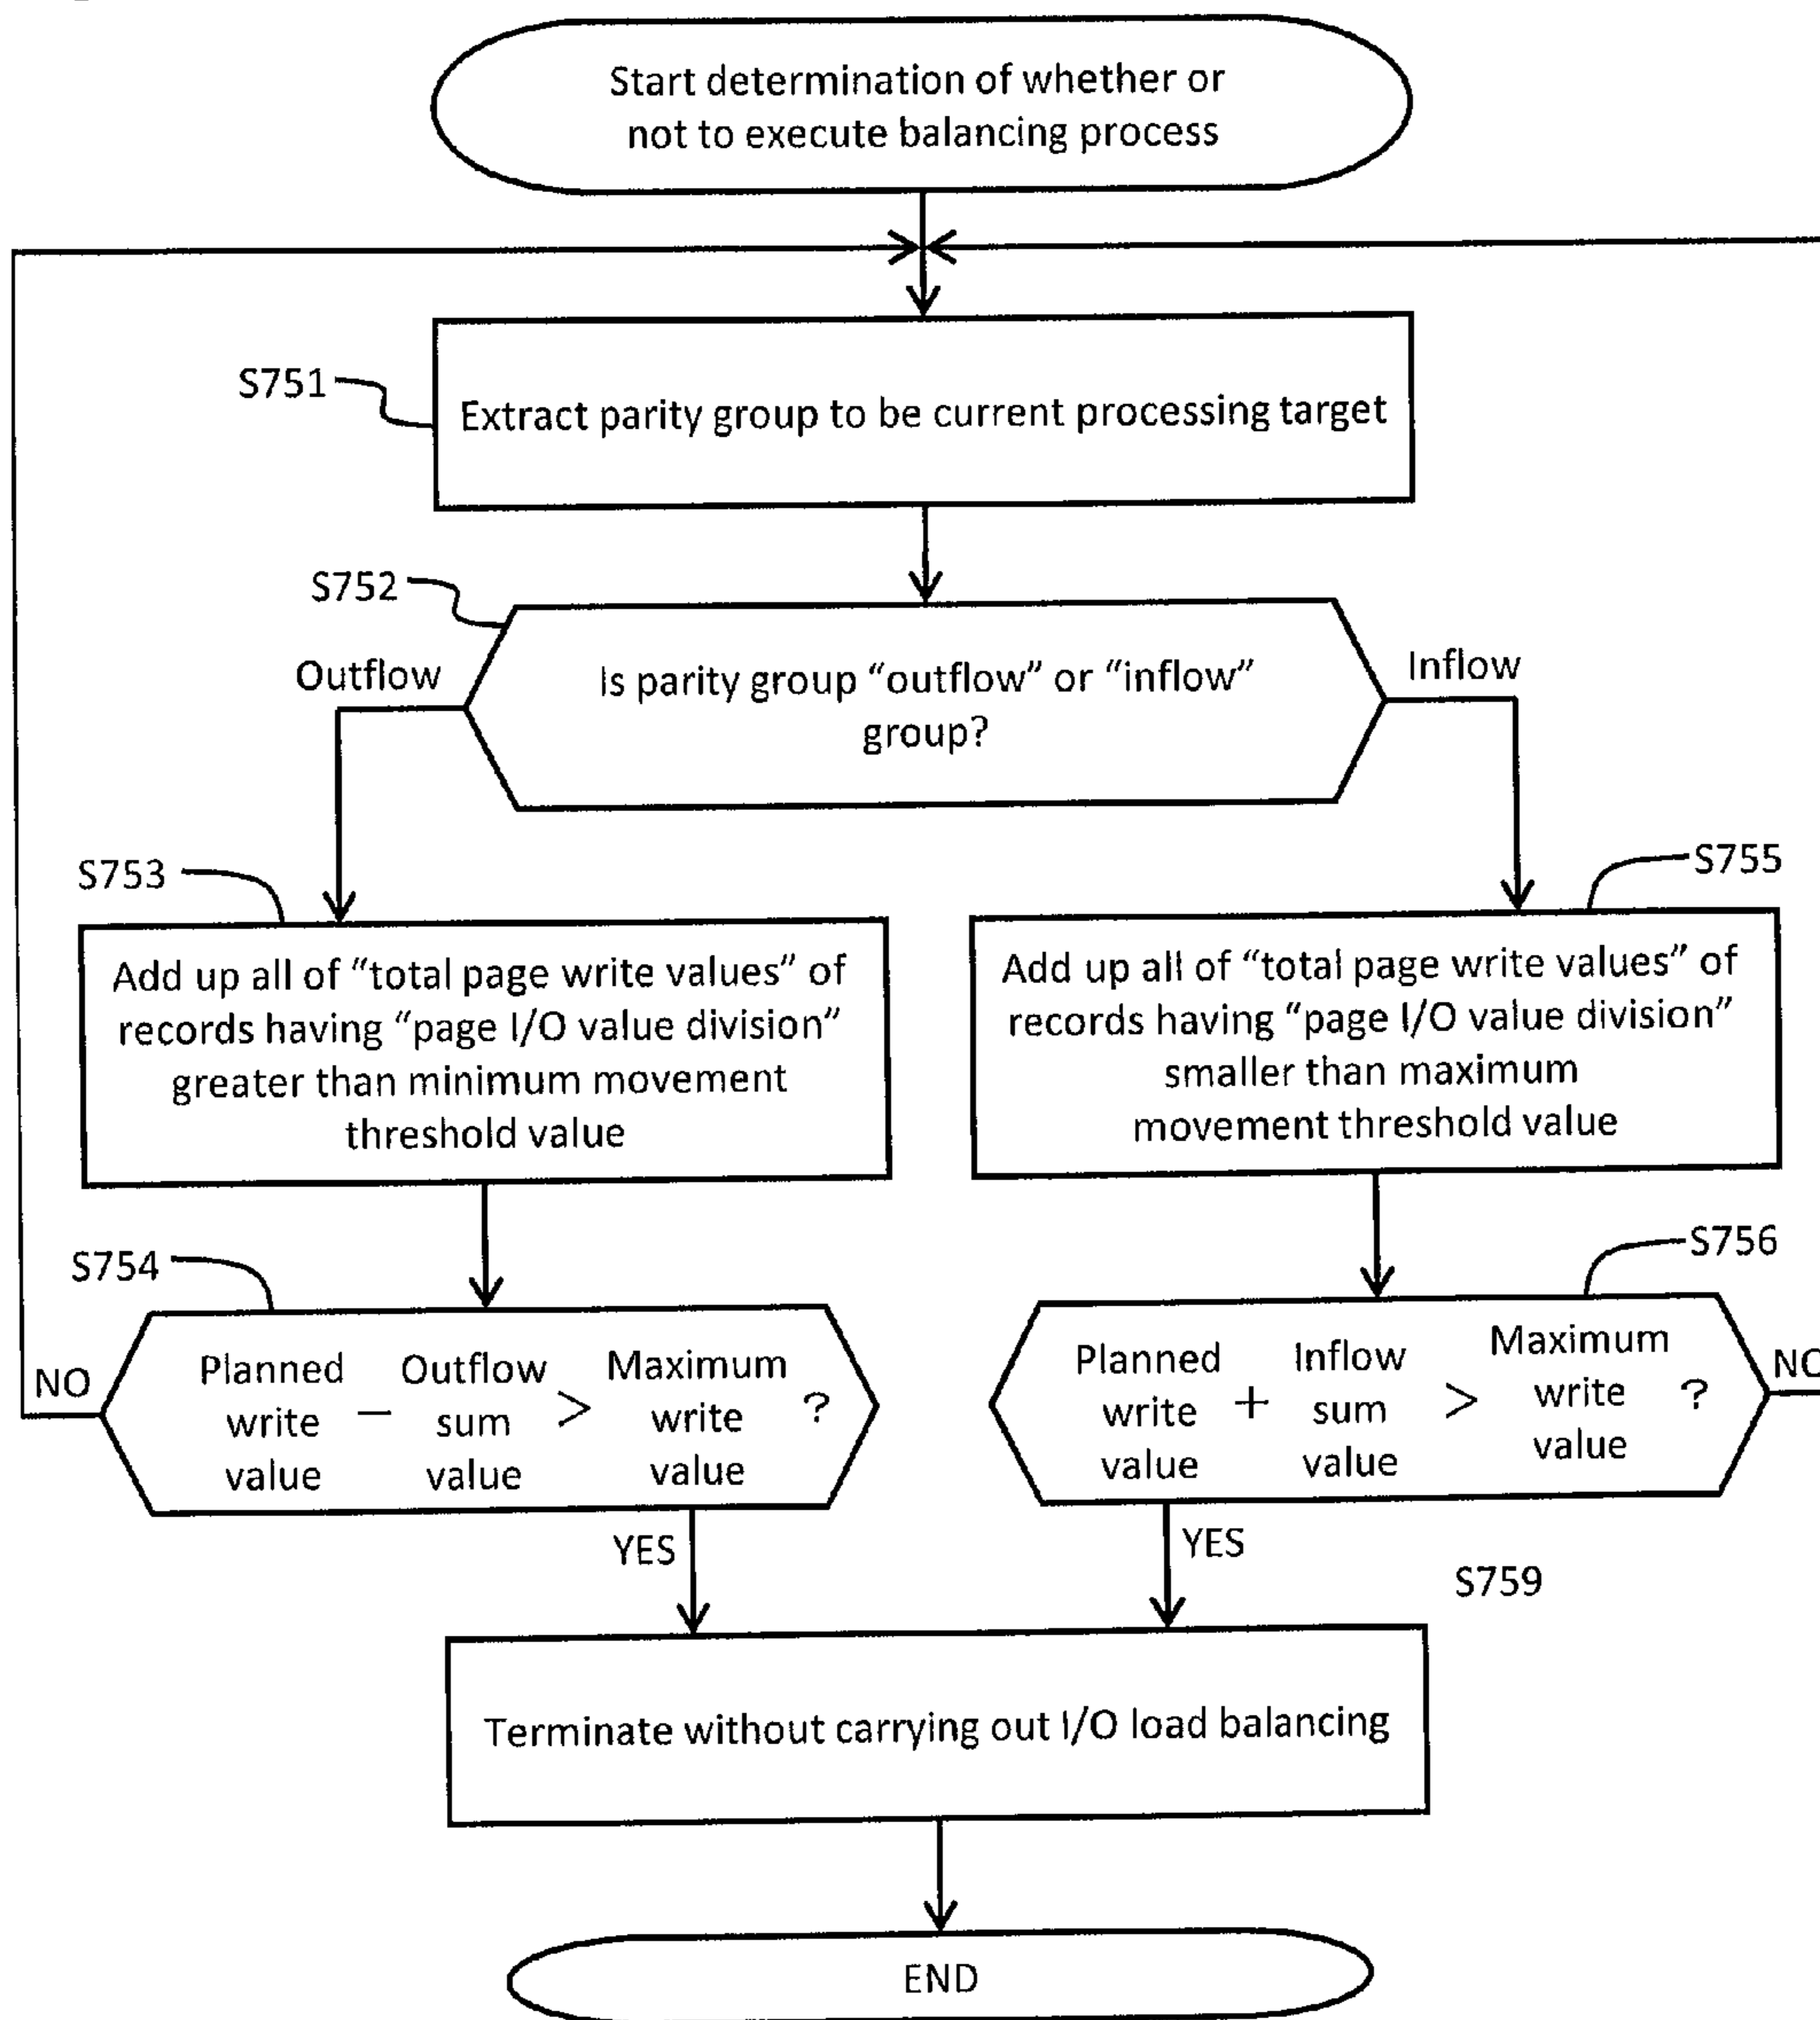 Start determination of whether or
not to execute balancing process
S751
Extract parity group to be current processing target
S752
Outflow
Is parity group “outflow” or “inflow”
group?
Inflow
S753
Add up all of “total page write values” of
records having “page I/O value division”
greater than minimum movement
threshold value
S755
Add up all of “total page write values” of
records having “page I/O value division”
smaller than maximum
movement threshold value
S754
NO
Planned
write
value
−
Outflow
sum
value
>
Maximum
write
value
?
YES
S756
Planned
write
value
+
Inflow
sum
value
>
Maximum
write
value
?
NO
YES
S759
Terminate without carrying out I/O load balancing
END